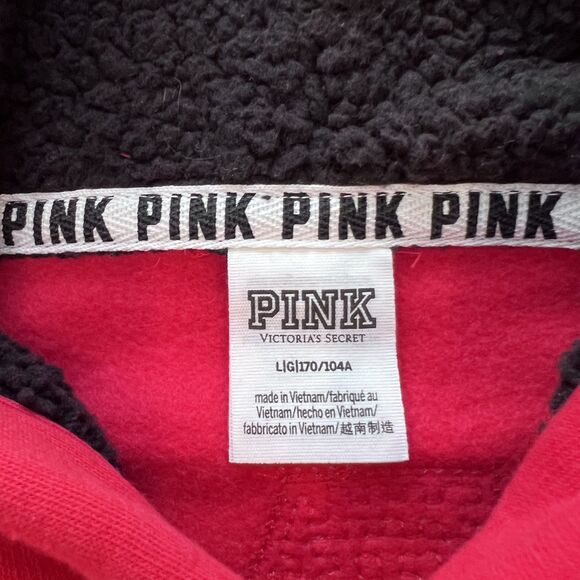 PINK PINK PINK PINK
PINK
VICTORIA'S SECRET
L|G|170/104A
made in Vietnam/fabriqué au
Vietnam/hecho en Vietnam/
fabbricato in Vietnam/越南制造